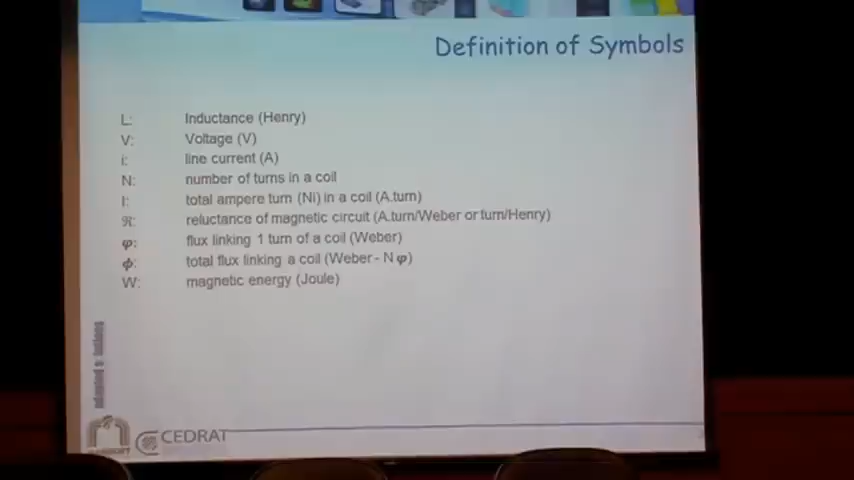 Definition of Symbols
L: Inductance (Henry)
V: Voltage (V)
i: line current (A)
N: number of turns in a coil
I: total ampere turn (Ni) in a coil (A.turn)
ℜ: reluctance of magnetic circuit (A.turn/Weber or turn/Henry)
φ: flux linking 1 turn of a coil (Weber)
ϕ: total flux linking a coil (Weber - N φ)
W: magnetic energy (Joule)
CEDRAT